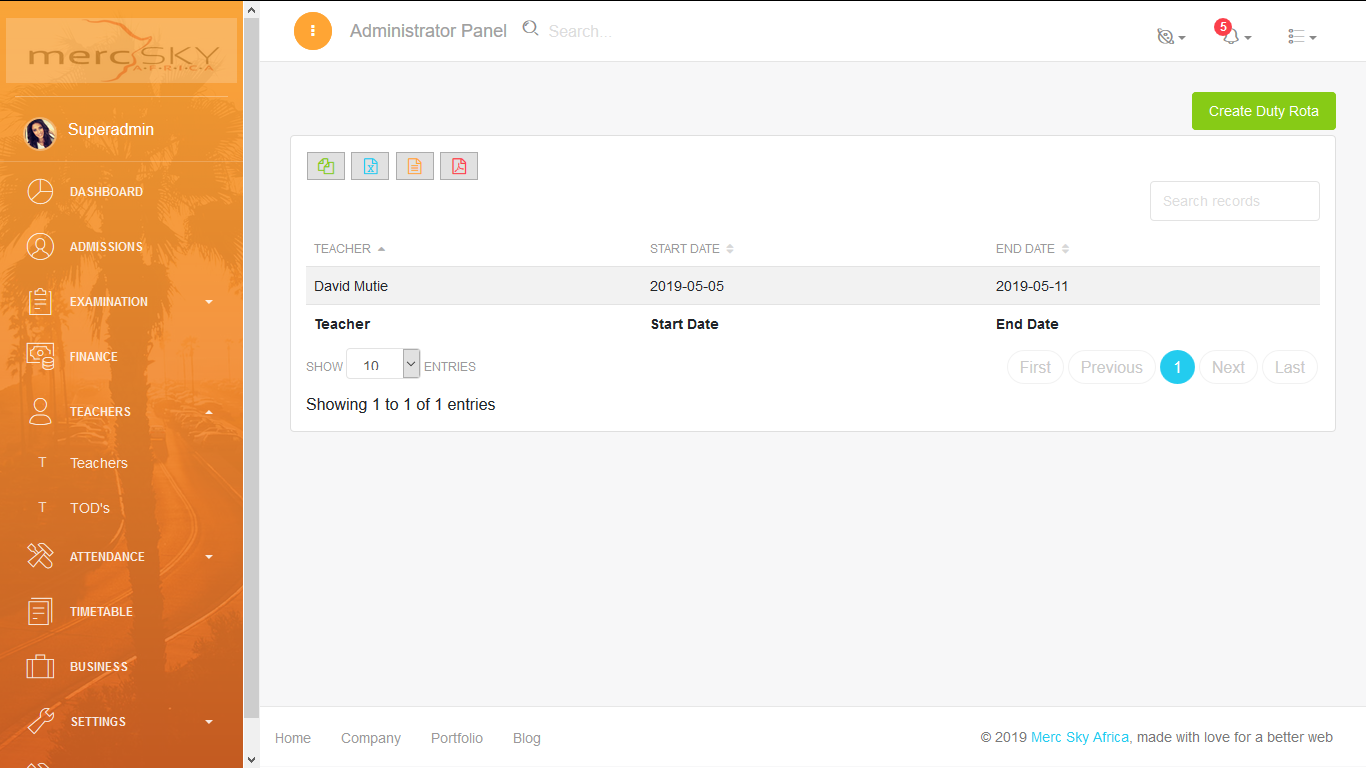 mercSKY
A·F·R·I·C·A
Superadmin
DASHBOARD
ADMISSIONS
EXAMINATION
FINANCE
TEACHERS
T Teachers
T TOD's
ATTENDANCE
TIMETABLE
BUSINESS
SETTINGS
Administrator Panel Search...
5
Create Duty Rota
Search records
TEACHER START DATE END DATE
David Mutie 2019-05-05 2019-05-11
Teacher Start Date End Date
SHOW 10 ENTRIES
First Previous 1 Next Last
Showing 1 to 1 of 1 entries
Home Company Portfolio Blog
© 2019 Merc Sky Africa, made with love for a better web